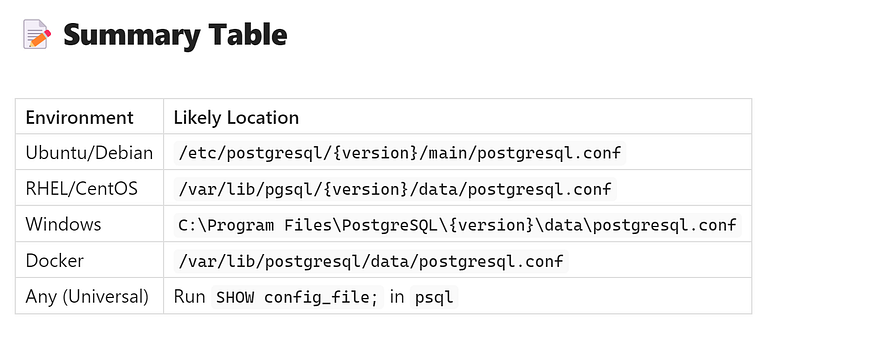 Summary Table
Environment Likely Location
Ubuntu/Debian /etc/postgresql/{version}/main/postgresql.conf
RHEL/CentOS /var/lib/pgsql/{version}/data/postgresql.conf
Windows C:\Program Files\PostgreSQL\{version}\data\postgresql.conf
Docker /var/lib/postgresql/data/postgresql.conf
Any (Universal) Run SHOW config_file; in psql